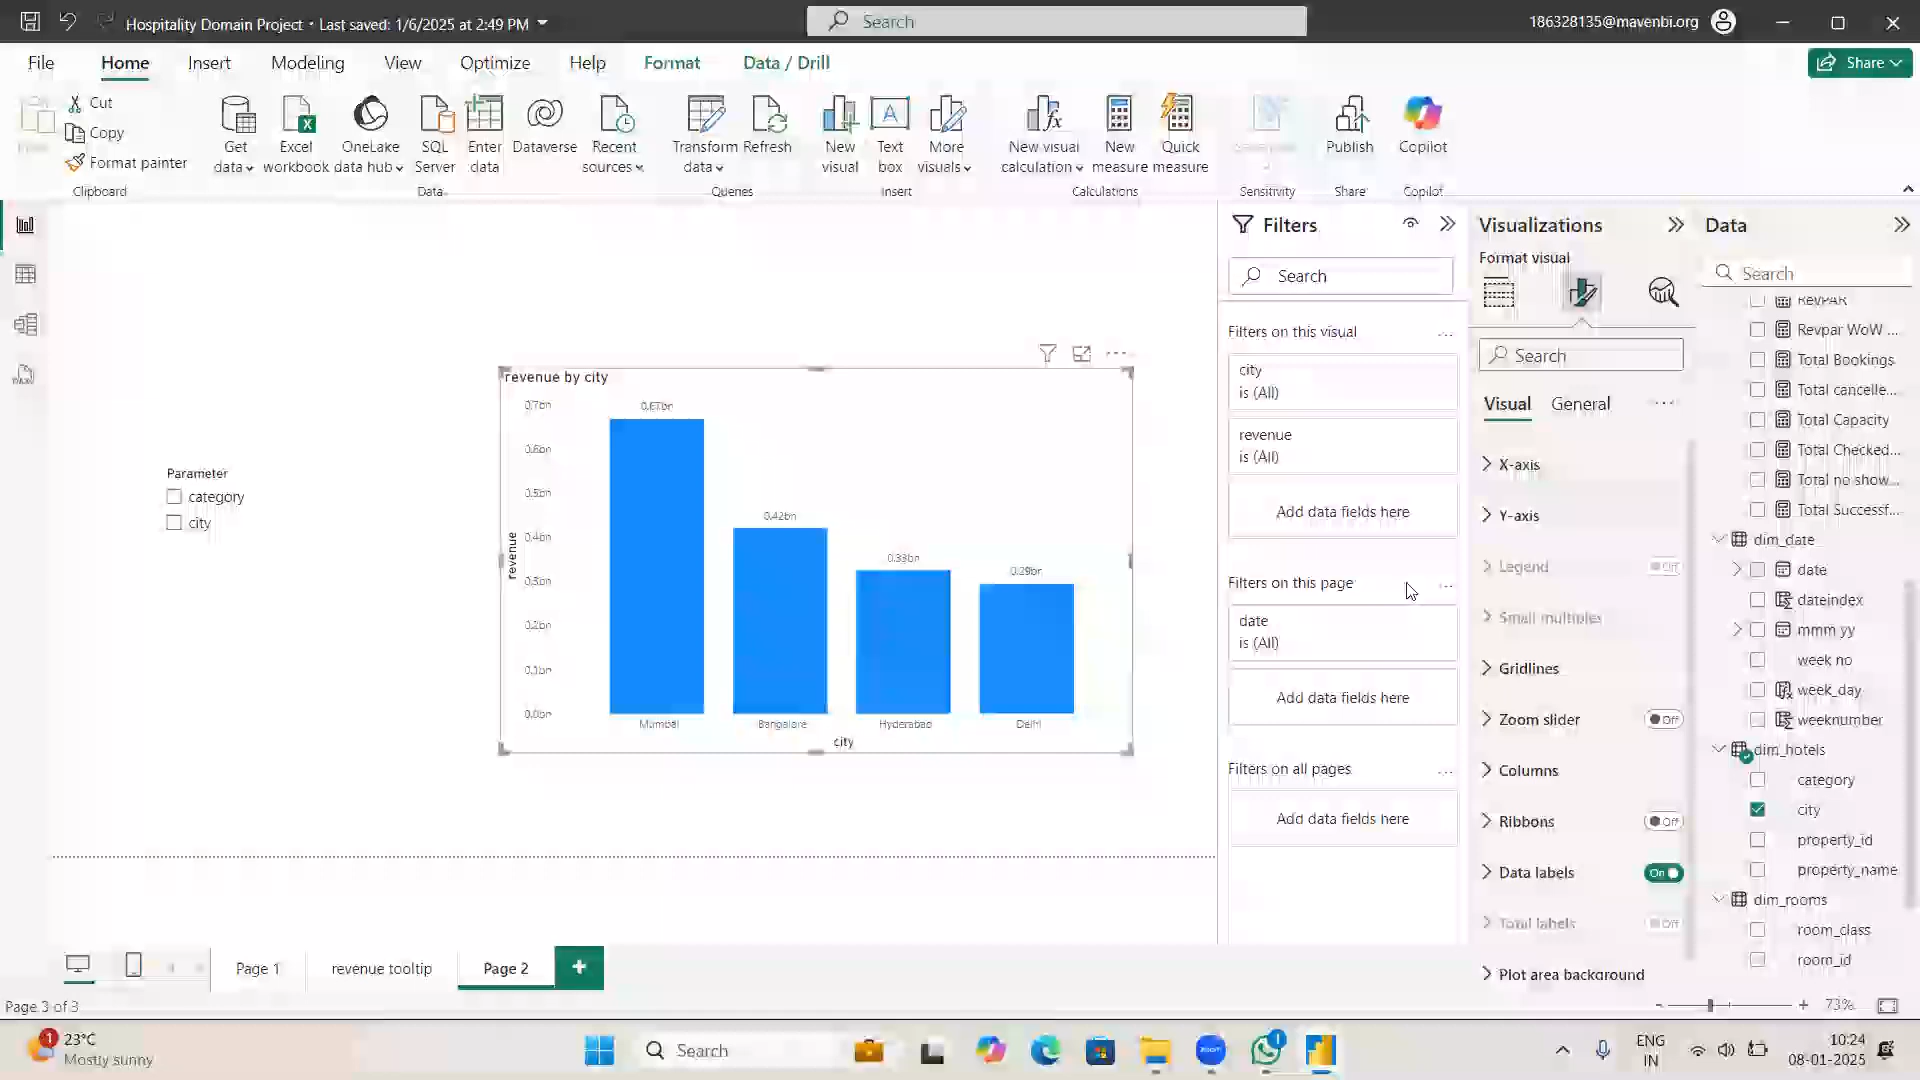 Hospitality Domain Project • Last saved: 1/6/2025 at 2:49 PM
Search
186328135@mavenbi.org
File
Home
Insert
Modeling
View
Optimize
Help
Format
Data / Drill
Share
Cut
Copy
Format painter
Clipboard
Get data
Excel workbook
OneLake data hub
SQL Server
Enter data
Dataverse
Recent sources
Data
Transform data
Refresh
Queries
New visual
Text box
More visuals
Insert
New visual calculation
New measure
Quick measure
Calculations
Sensitivity
Publish
Share
Copilot
Copilot
Parameter
category
city
revenue by city
0.7bn
0.6bn
0.5bn
0.4bn
0.3bn
0.2bn
0.1bn
0.0bn
revenue
0.67bn
0.42bn
0.33bn
0.29bn
Mumbai
Bangalore
Hyderabad
Delhi
city
Filters
Search
Filters on this visual
city
is (All)
revenue
is (All)
Add data fields here
Filters on this page
date
is (All)
Add data fields here
Filters on all pages
Add data fields here
Visualizations
Format visual
Search
Visual
General
X-axis
Y-axis
Legend
Off
Small multiples
Gridlines
Zoom slider
Off
Columns
Ribbons
Off
Data labels
On
Total labels
Off
Plot area background
Data
Search
RevPAR
Revpar WoW ...
Total Bookings
Total cancelle...
Total Capacity
Total Checked...
Total no show...
Total Successf...
dim_date
date
dateindex
mmm yy
week no
week_day
weeknumber
dim_hotels
category
city
property_id
property_name
dim_rooms
room_class
room_id
Page 1
revenue tooltip
Page 2
Page 3 of 3
73%
1
23°C
Mostly sunny
Search
zoom
1
ENG
IN
10:24
08-01-2025